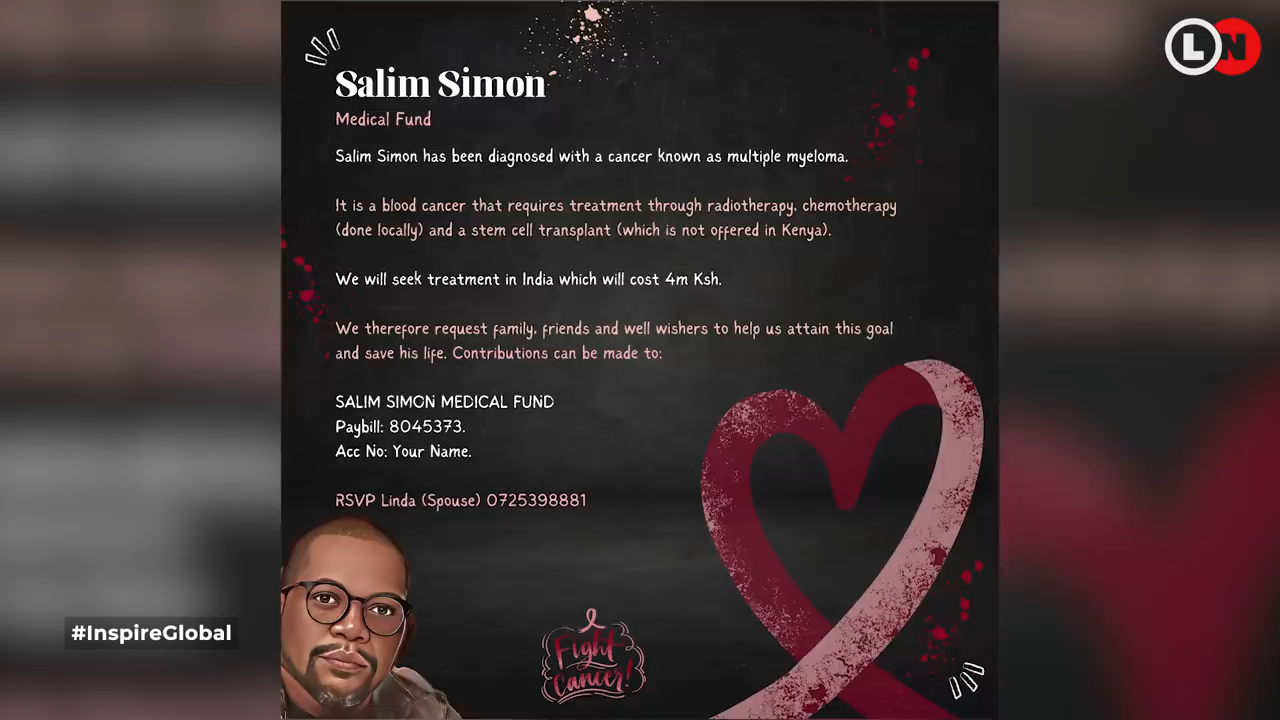 LN
Salim Simon
Medical Fund
Salim Simon has been diagnosed with a cancer known as multiple myeloma.
It is a blood cancer that requires treatment through radiotherapy, chemotherapy
(done locally) and a stem cell transplant (which is not offered in Kenya).
We will seek treatment in India which will cost 4m Ksh.
We therefore request family, friends and well wishers to help us attain this goal
and save his life. Contributions can be made to:
SALIM SIMON MEDICAL FUND
Paybill: 8045373.
Acc No: Your Name.
RSVP Linda (Spouse) 0725398881
#InspireGlobal
Fight
Cancer!